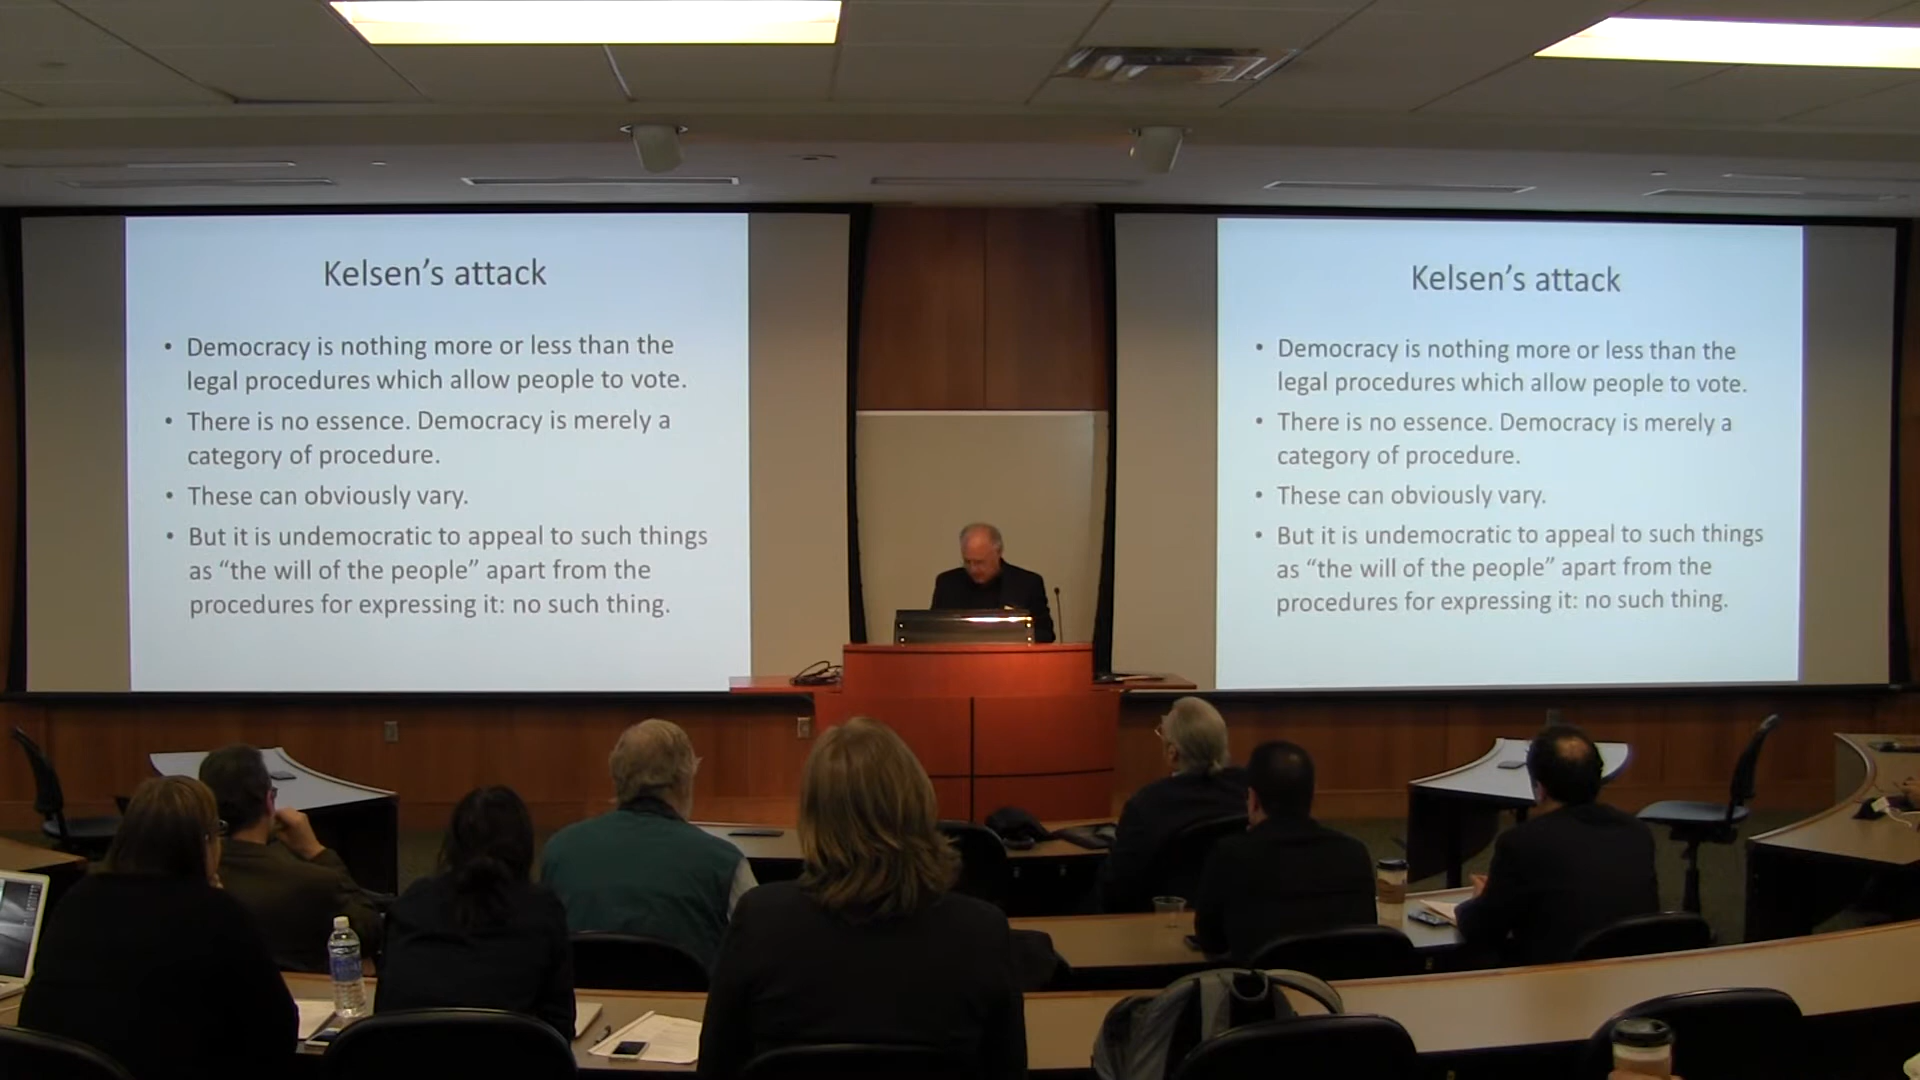 Kelsen's attack
• Democracy is nothing more or less than the
legal procedures which allow people to vote.
• There is no essence. Democracy is merely a
category of procedure.
• These can obviously vary.
• But it is undemocratic to appeal to such things
as “the will of the people” apart from the
procedures for expressing it: no such thing.
Kelsen's attack
• Democracy is nothing more or less than the
legal procedures which allow people to vote.
• There is no essence. Democracy is merely a
category of procedure.
• These can obviously vary.
• But it is undemocratic to appeal to such things
as “the will of the people” apart from the
procedures for expressing it: no such thing.